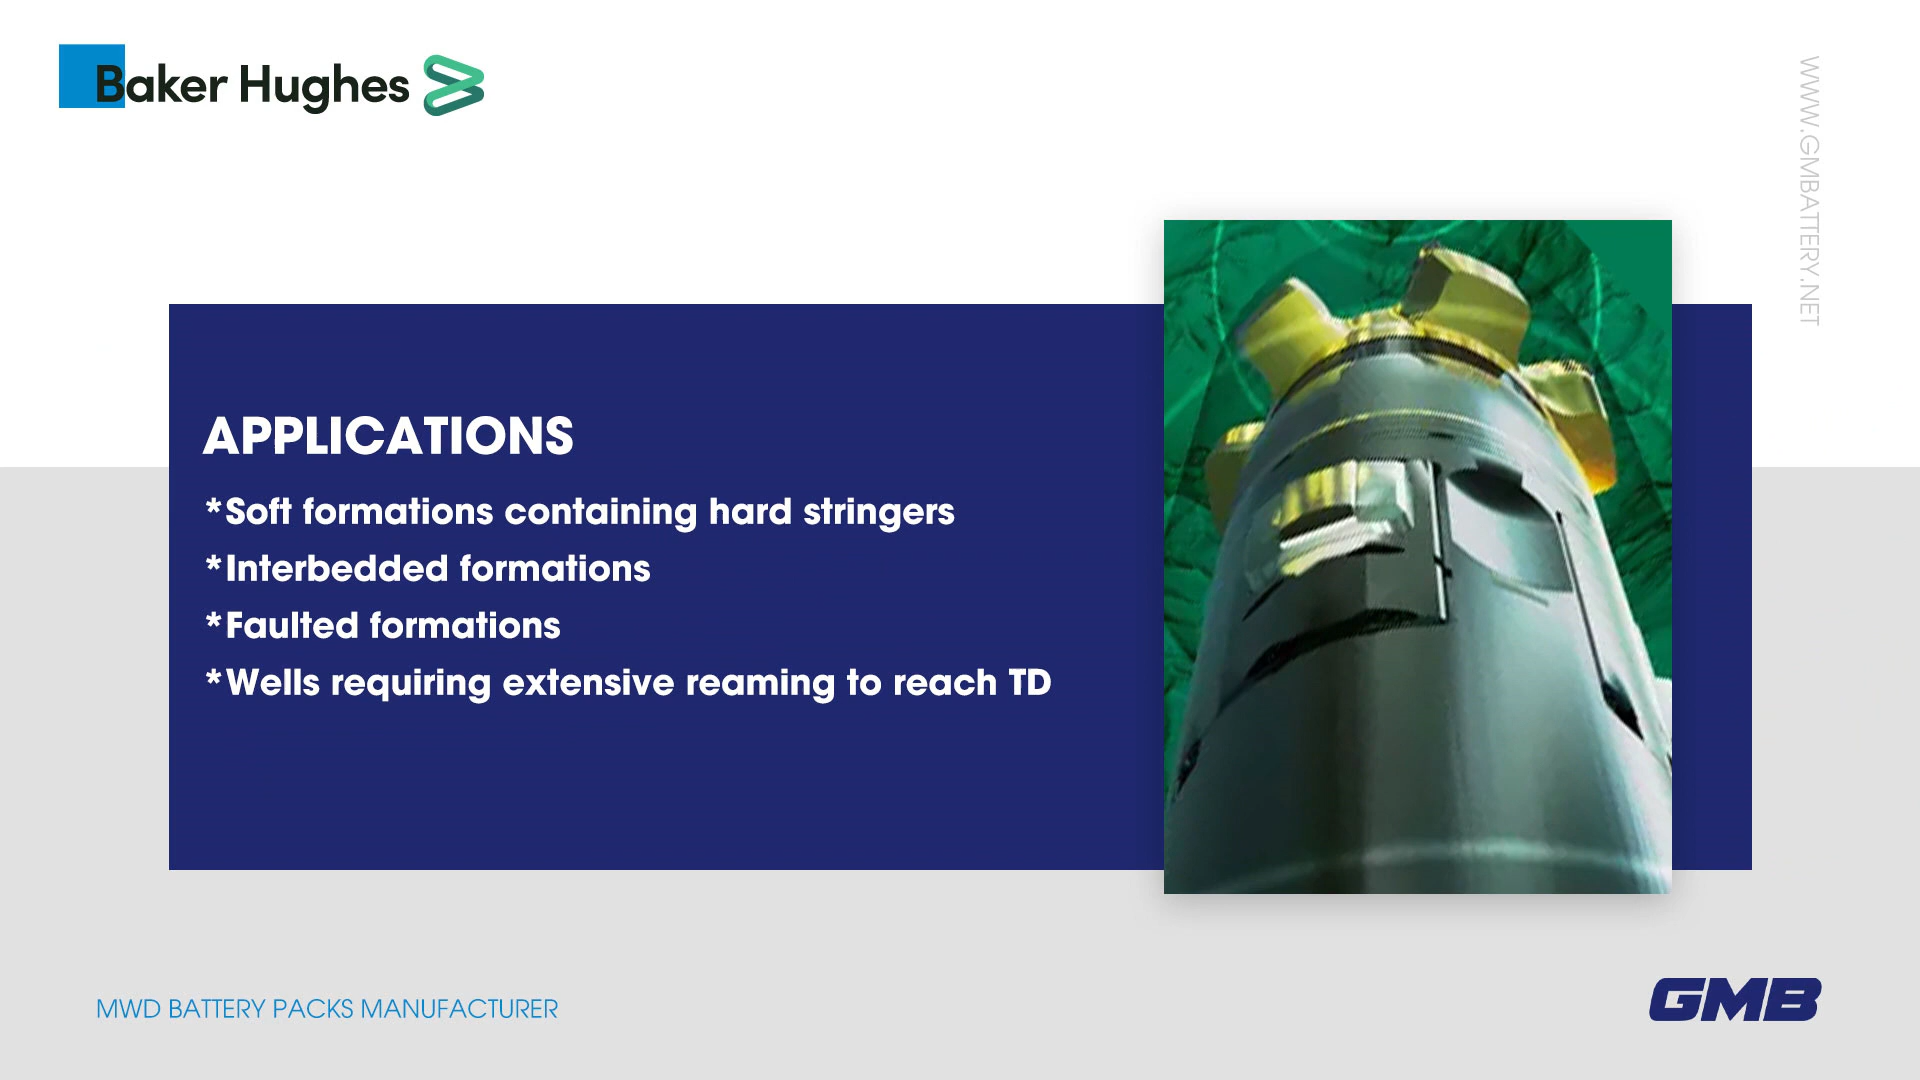 Baker Hughes
WWW.GMBATTERY.NET
APPLICATIONS
*Soft formations containing hard stringers
*Interbedded formations
*Faulted formations
*Wells requiring extensive reaming to reach TD
MWD BATTERY PACKS MANUFACTURER
GMB